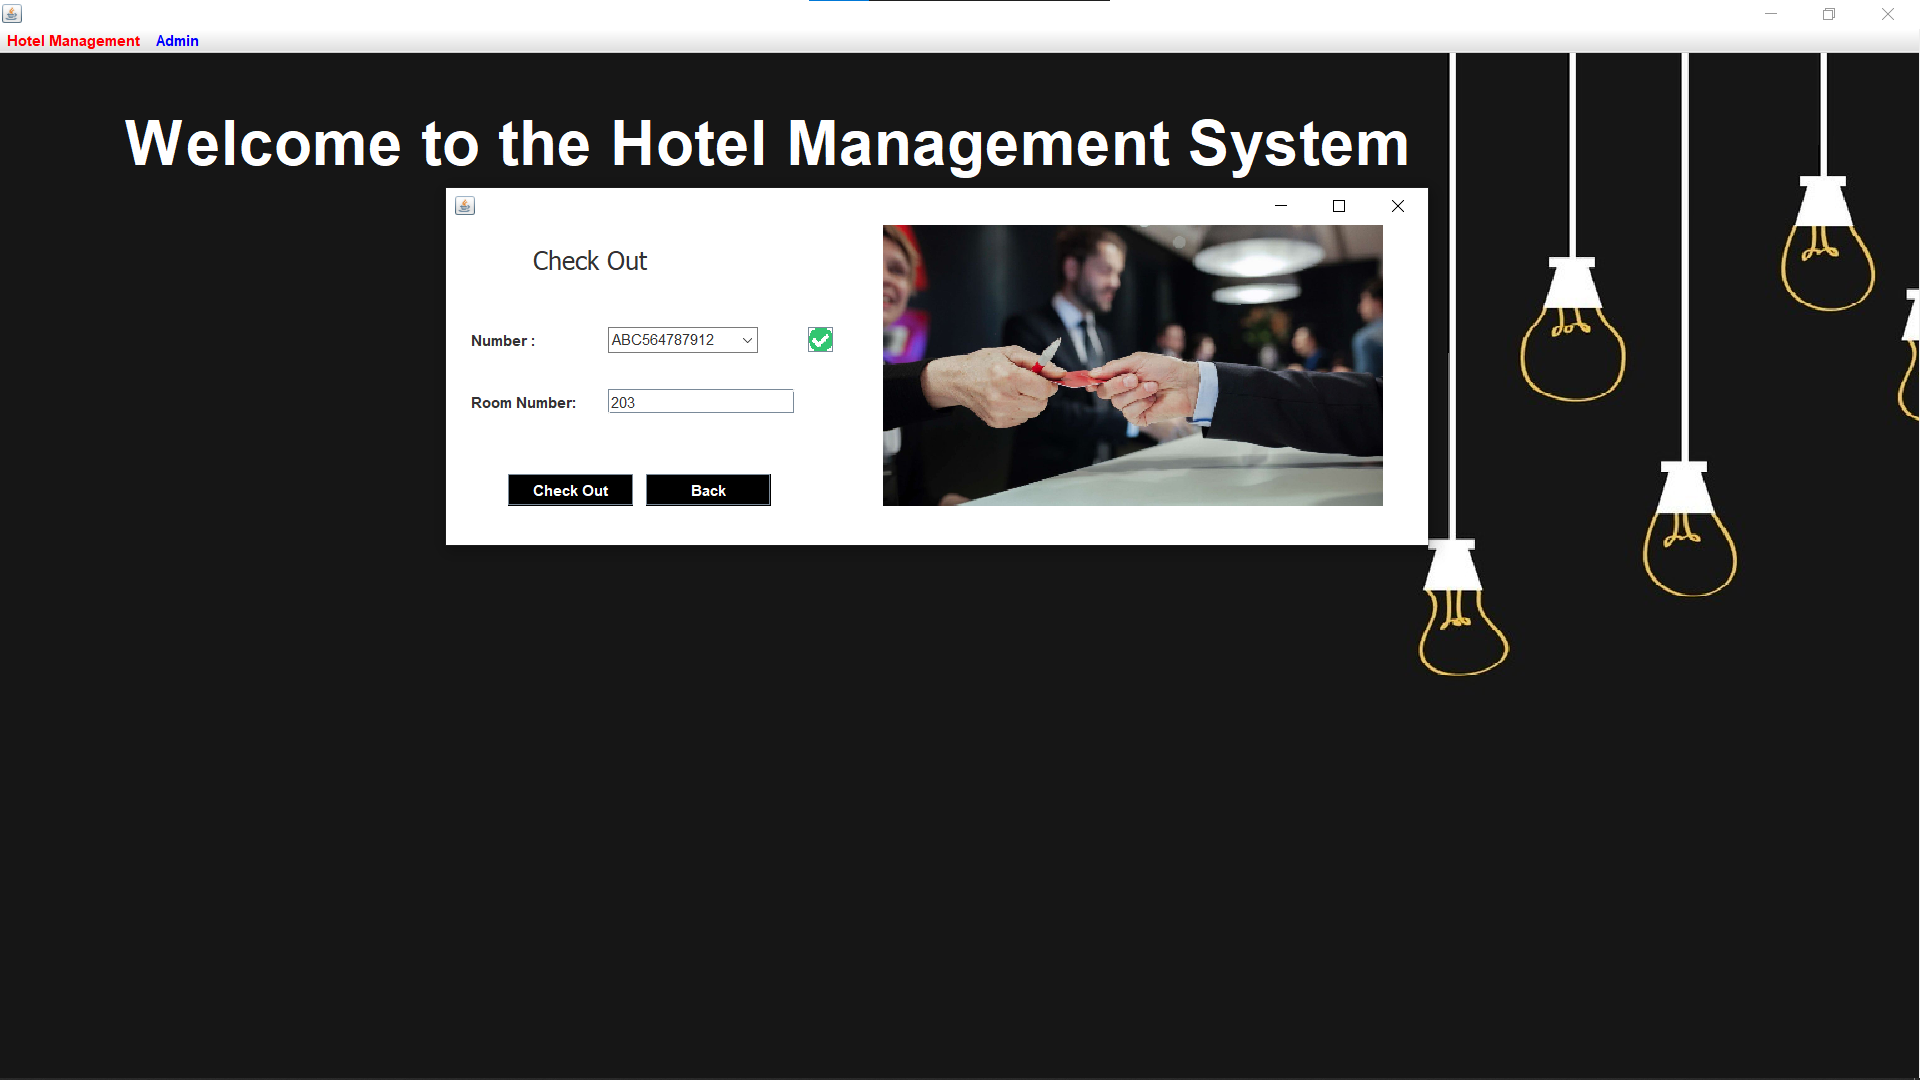 Hotel Management Admin
Welcome to the Hotel Management System
Check Out
Number : ABC564787912
Room Number: 203
Check Out Back